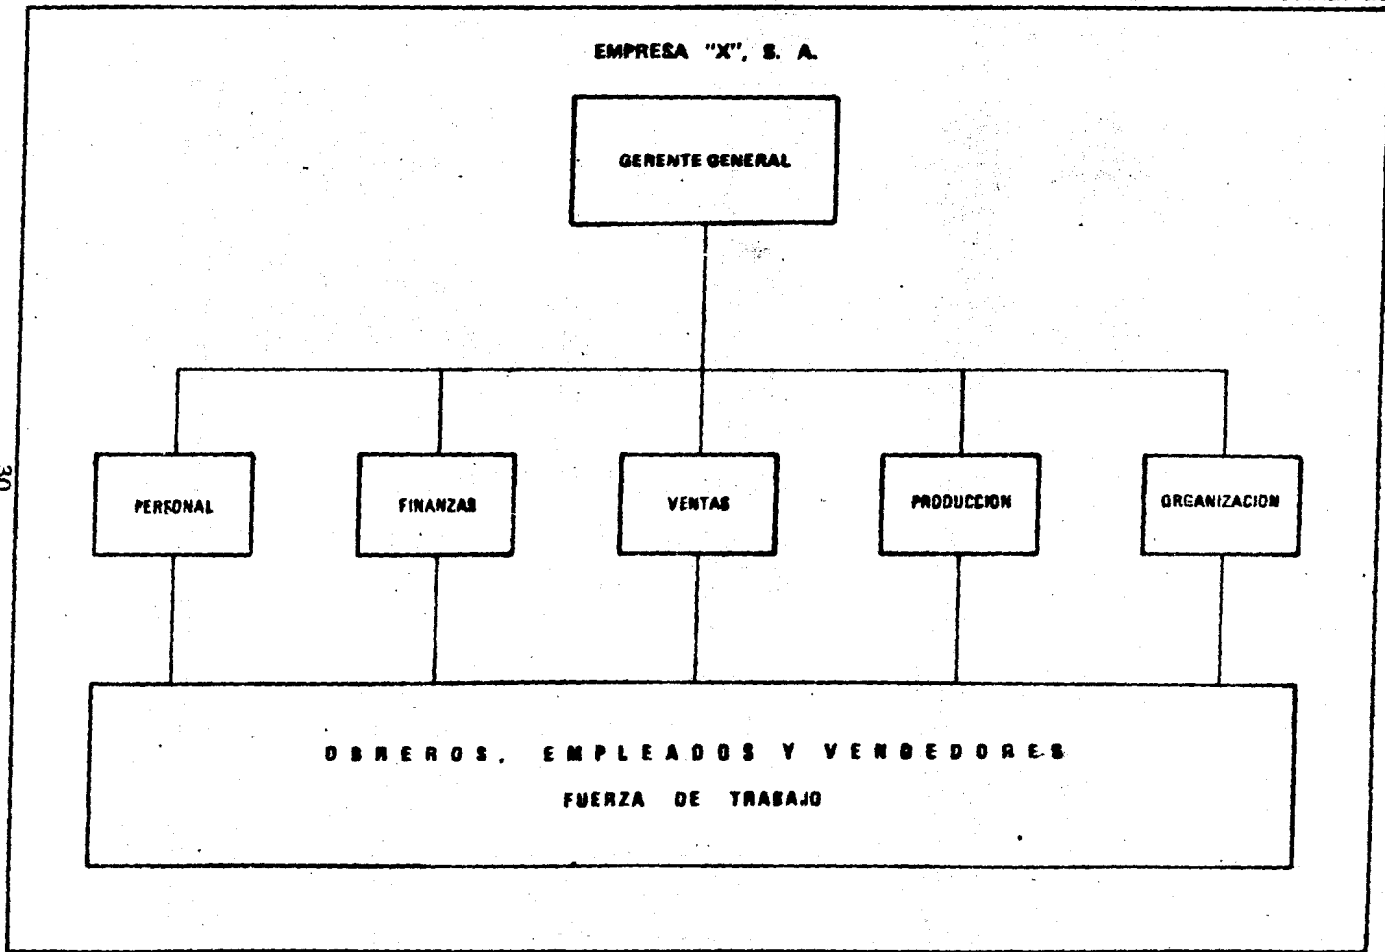 EMPRESA "X", S. A.
GERENTE GENERAL
PERSONAL
FINANZAS
VENTAS
PRODUCCION
ORGANIZACION
OBREROS, EMPLEADOS Y VENDEDORES
FUERZA DE TRABAJO
30